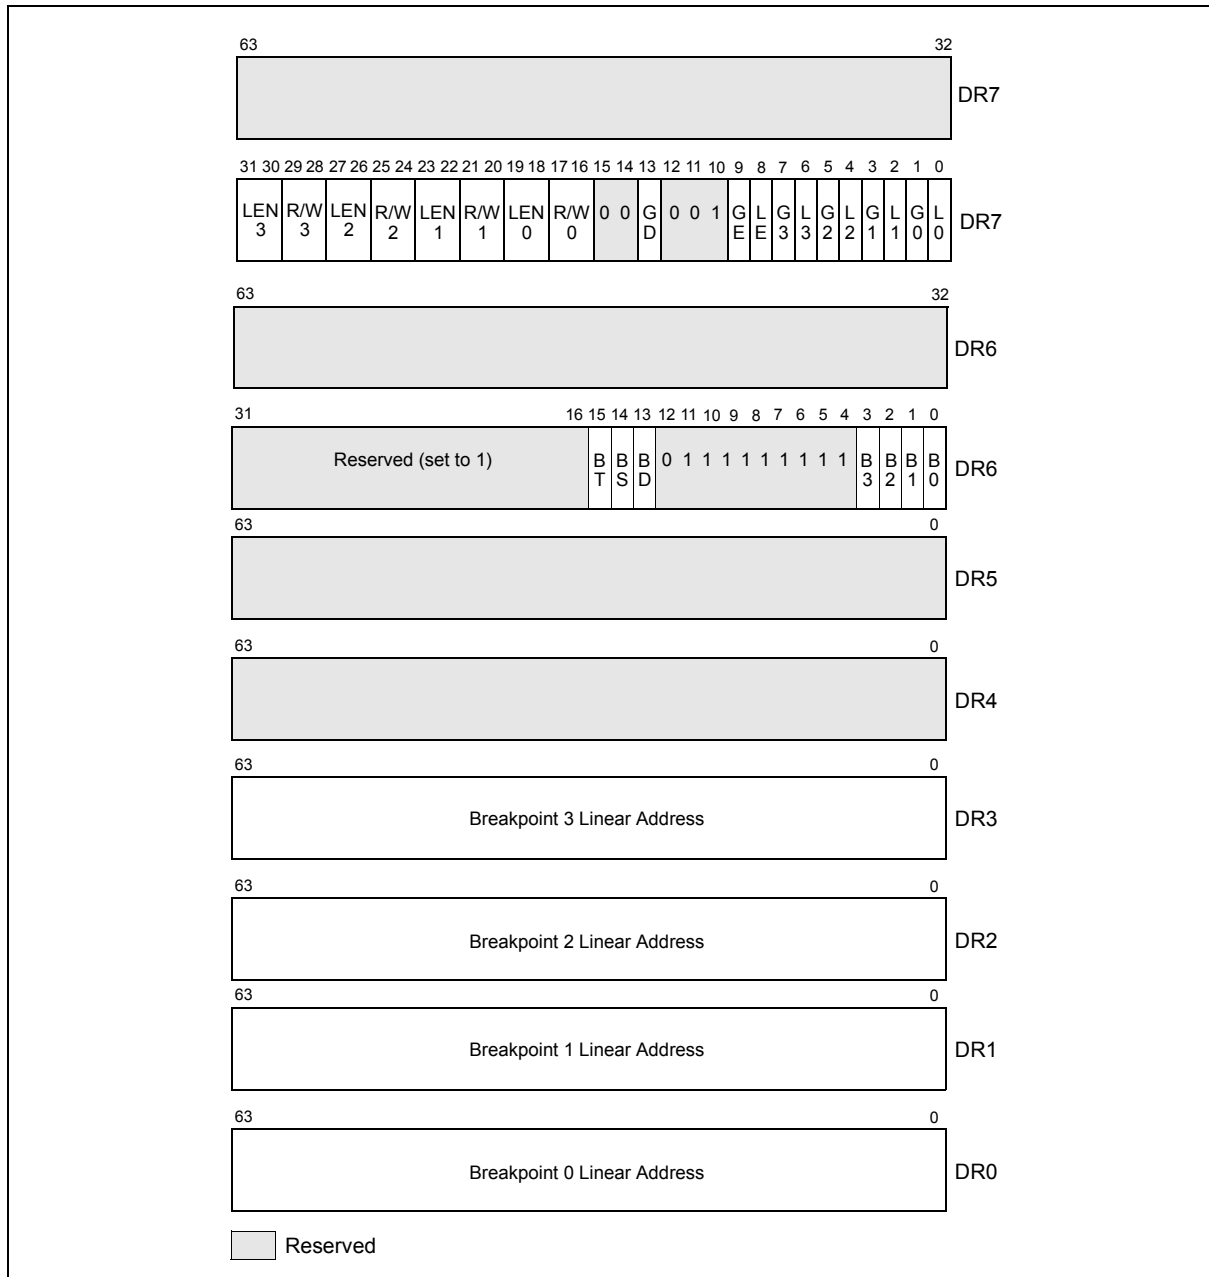 63 32
DR7
31 30 29 28 27 26 25 24 23 22 21 20 19 18 17 16 15 14 13 12 11 10 9 8 7 6 5 4 3 2 1 0
LEN 3 R/W 3 LEN 2 R/W 2 LEN 1 R/W 1 LEN 0 R/W 0 0 0 G D 0 0 1 G E L E G 3 L 3 G 2 L 2 G 1 L 1 G 0 L 0 DR7
63 32
DR6
31 16 15 14 13 12 11 10 9 8 7 6 5 4 3 2 1 0
Reserved (set to 1) B T B S B D 0 1 1 1 1 1 1 1 1 B 3 B 2 B 1 B 0 DR6
63 0
DR5
63 0
DR4
63 0
Breakpoint 3 Linear Address DR3
63 0
Breakpoint 2 Linear Address DR2
63 0
Breakpoint 1 Linear Address DR1
63 0
Breakpoint 0 Linear Address DR0
Reserved